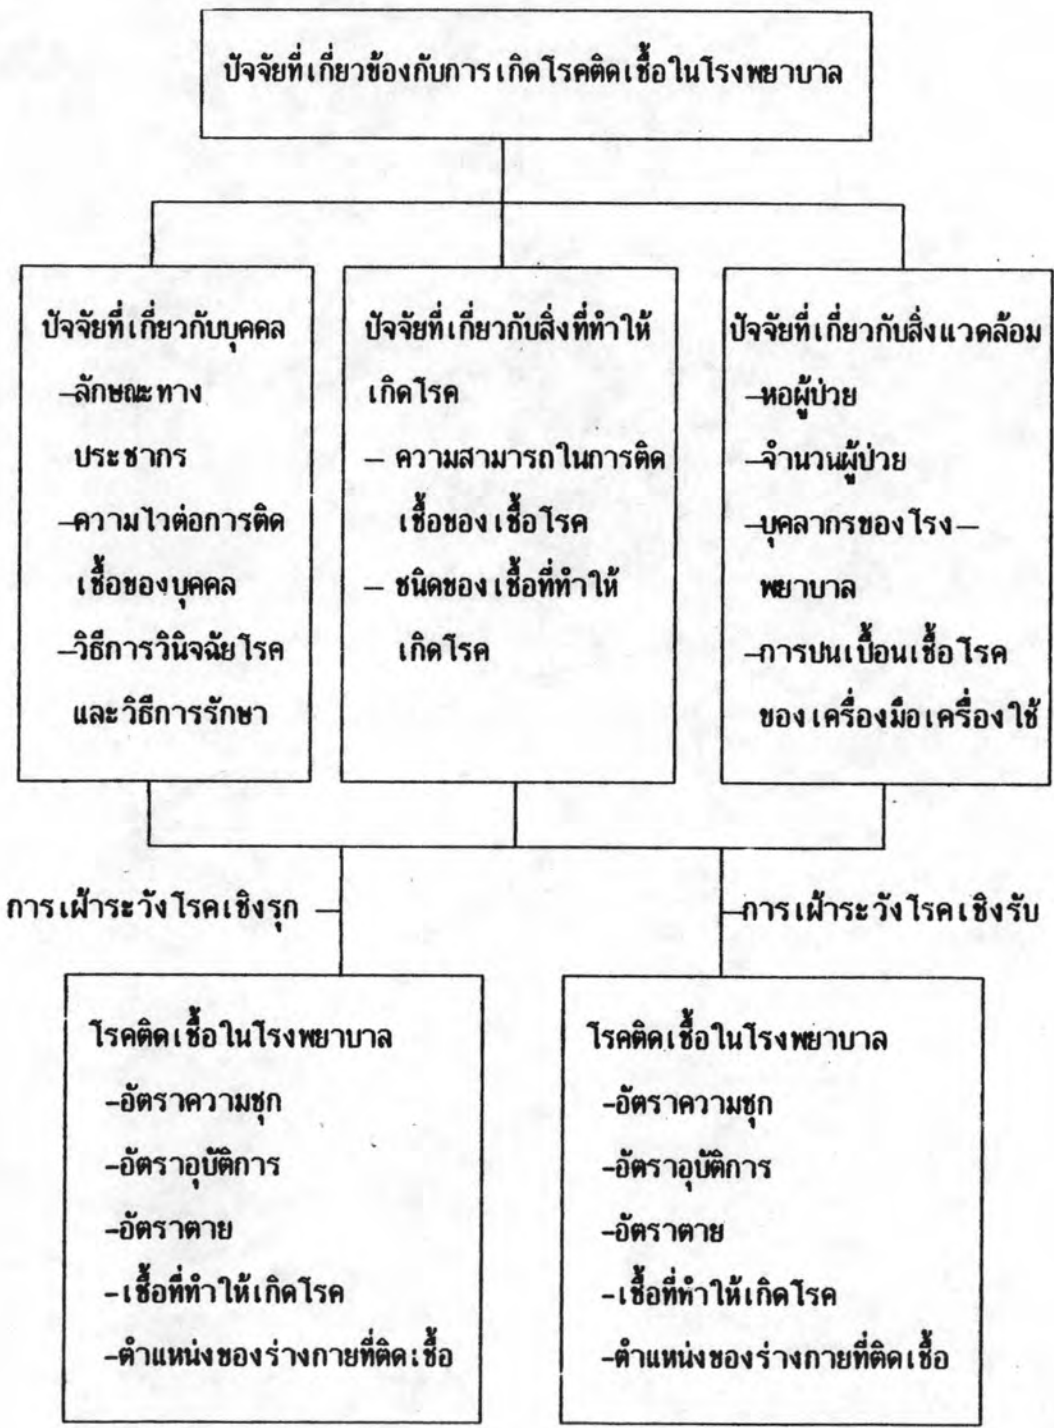 ปัจจัยที่เกี่ยวข้องกับการเกิดโรคติดเชื้อในโรงพยาบาล
ปัจจัยที่เกี่ยวกับบุคคล
–ลักษณะทาง
ประชากร
–ความไวต่อการติด
เชื้อของบุคคล
–วิธีการวินิจฉัยโรค
และวิธีการรักษา
ปัจจัยที่เกี่ยวกับสิ่งที่ทำให้
เกิดโรค
– ความสามารถในการติด
เชื้อของเชื้อโรค
– ชนิดของเชื้อที่ทำให้
เกิดโรค
ปัจจัยที่เกี่ยวกับสิ่งแวดล้อม
–หอผู้ป่วย
–จำนวนผู้ป่วย
–บุคลากรของโรง–
พยาบาล
–การปนเปื้อนเชื้อโรค
ของเครื่องมือเครื่องใช้
การเฝ้าระวังโรคเชิงรุก
การเฝ้าระวังโรคเชิงรับ
โรคติดเชื้อในโรงพยาบาล
–อัตราความชุก
–อัตราอุบัติการ
–อัตราตาย
–เชื้อที่ทำให้เกิดโรค
–ตำแหน่งของร่างกายที่ติดเชื้อ
โรคติดเชื้อในโรงพยาบาล
–อัตราความชุก
–อัตราอุบัติการ
–อัตราตาย
–เชื้อที่ทำให้เกิดโรค
–ตำแหน่งของร่างกายที่ติดเชื้อ